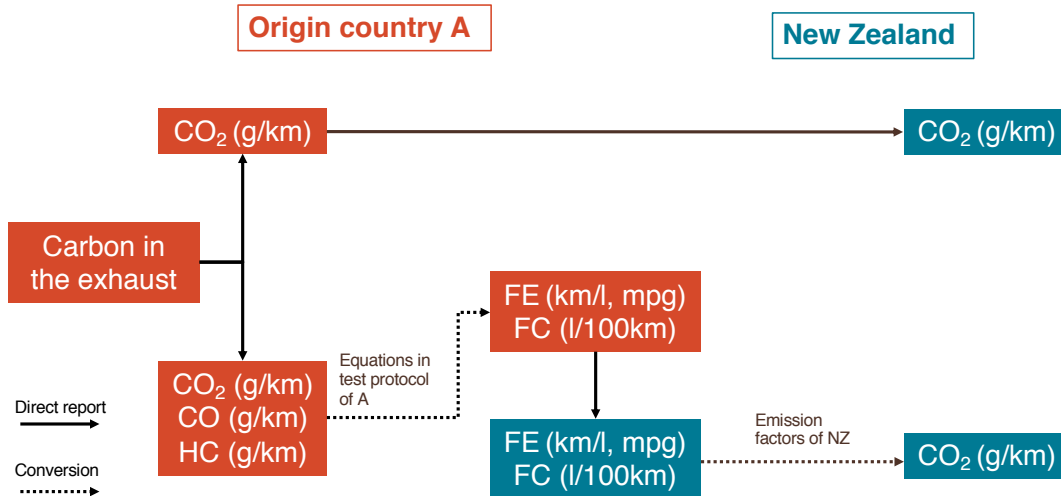 Origin country A
New Zealand
CO₂ (g/km)
CO₂ (g/km)
Carbon in
the exhaust
FE (km/l, mpg)
FC (l/100km)
Equations in
test protocol
of A
CO₂ (g/km)
CO (g/km)
HC (g/km)
Direct report
Conversion
FE (km/l, mpg)
FC (l/100km)
Emission
factors of NZ
CO₂ (g/km)